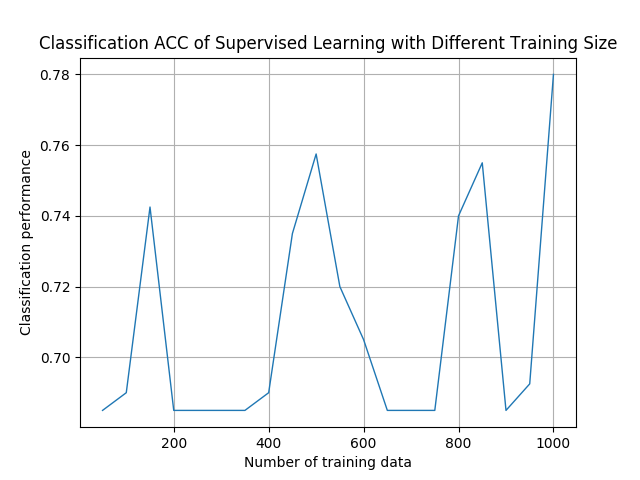 Classification ACC of Supervised Learning with Different Training Size
0.78
0.76
0.74
0.72
0.70
Classification performance
200 400 600 800 1000
Number of training data